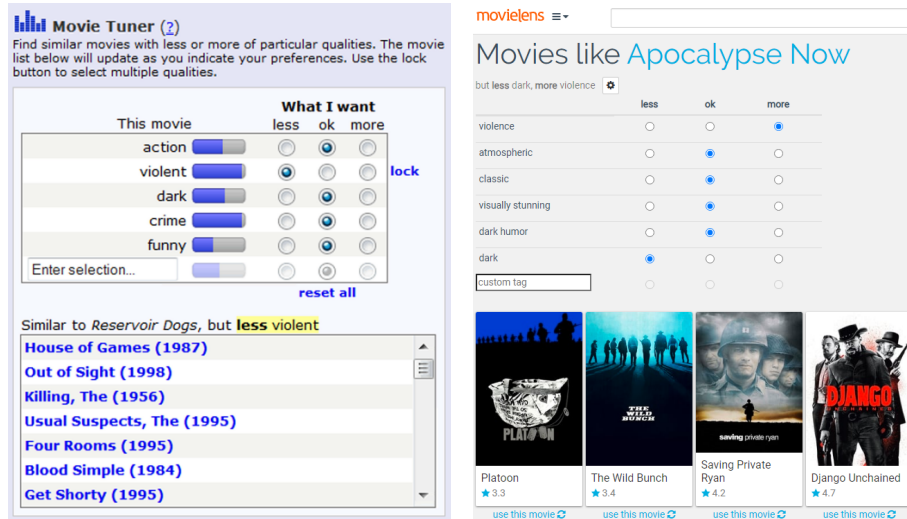 Movie Tuner (?)
Find similar movies with less or more of particular qualities. The movie
list below will update as you indicate your preferences. Use the lock
button to select multiple qualities.
What I want
This movie less ok more
action
violent lock
dark
crime
funny
Enter selection...
reset all
Similar to Reservoir Dogs, but less violent
House of Games (1987)
Out of Sight (1998)
Killing, The (1956)
Usual Suspects, The (1995)
Four Rooms (1995)
Blood Simple (1984)
Get Shorty (1995)
movielens
Movies like Apocalypse Now
but less dark, more violence
less ok more
violence
atmospheric
classic
visually stunning
dark humor
dark
custom tag
PLATOON
THE
WILD
BUNCH
saving private ryan
DJANGO
UNCHAINED
Platoon
3.3
use this movie
The Wild Bunch
3.4
use this movie
Saving Private
Ryan
4.2
use this movie
Django Unchained
4.7
use this movie